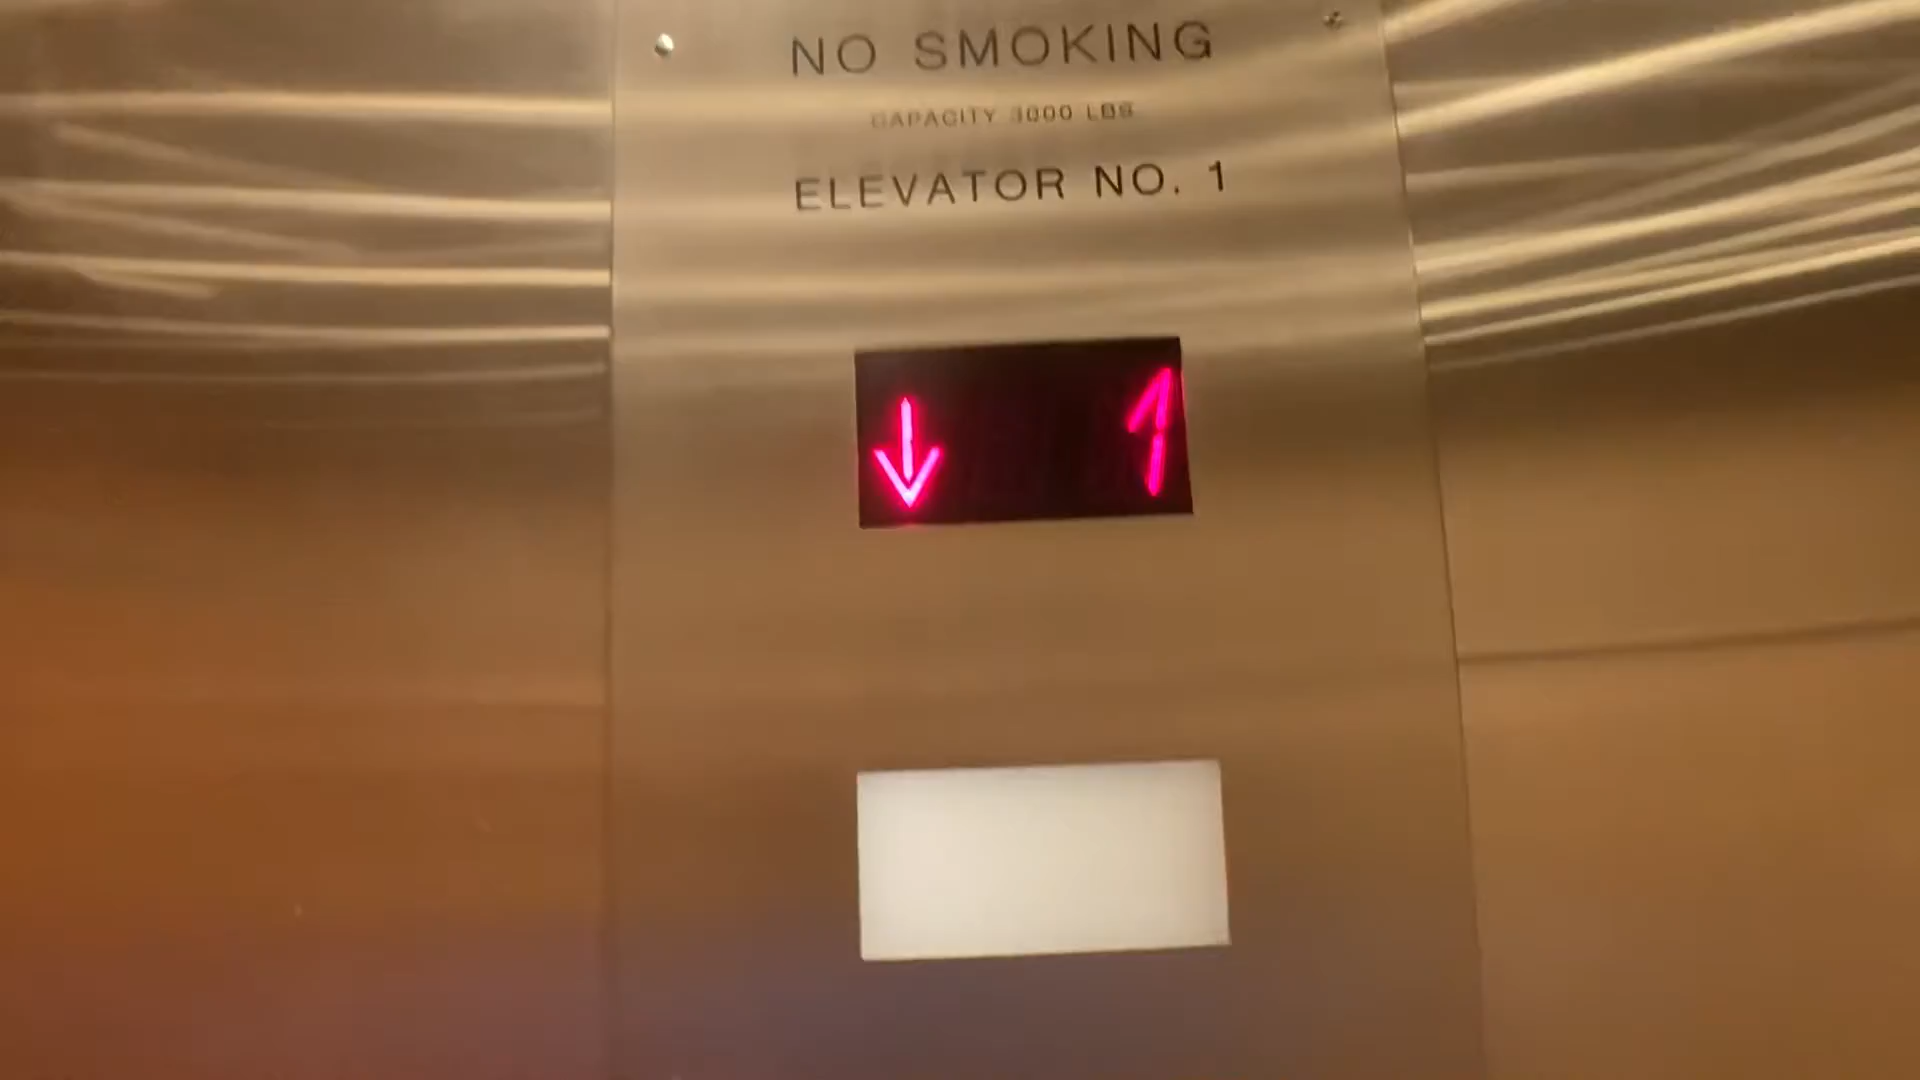 NO SMOKING
CAPACITY 3000 LBS
ELEVATOR NO. 1
↓ 1